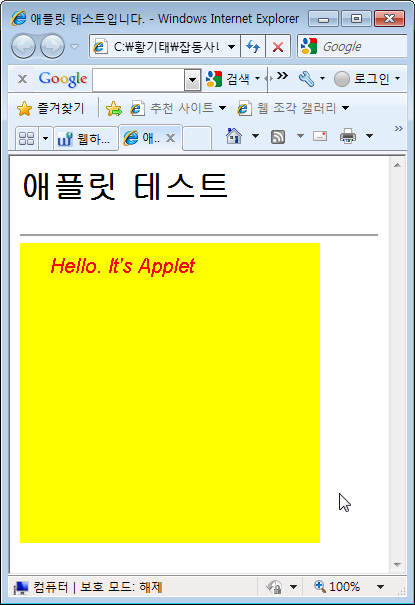 애플릿 테스트입니다. - Windows Internet Explorer
C:₩황기태₩잡동사니 Google
x Google 검색 » 로그인
즐겨찾기 추천 사이트 웹 조각 갤러리
웹하... 애.. »
애플릿 테스트
Hello. It's Applet
컴퓨터 | 보호 모드: 해제 100%